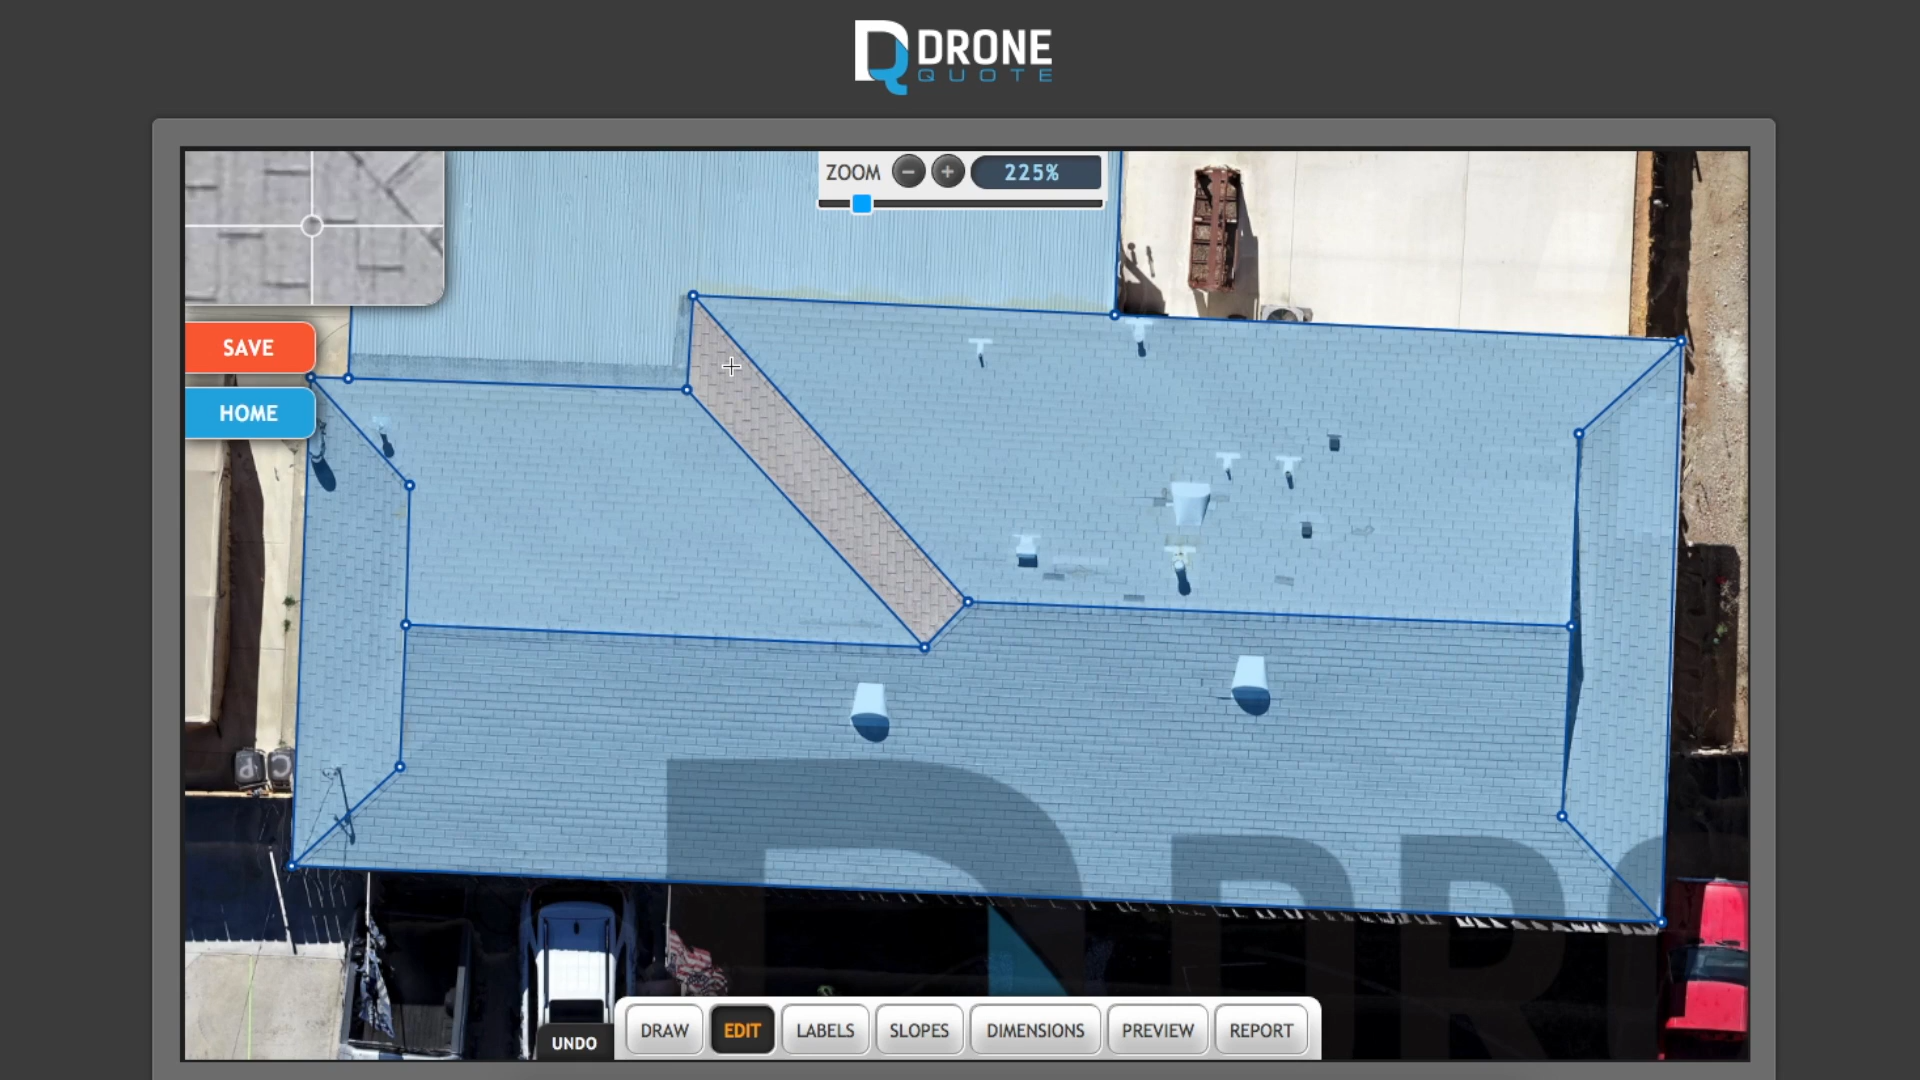 DRONE
QUOTE
ZOOM 225%
SAVE
HOME
UNDO
DRAW EDIT LABELS SLOPES DIMENSIONS PREVIEW REPORT